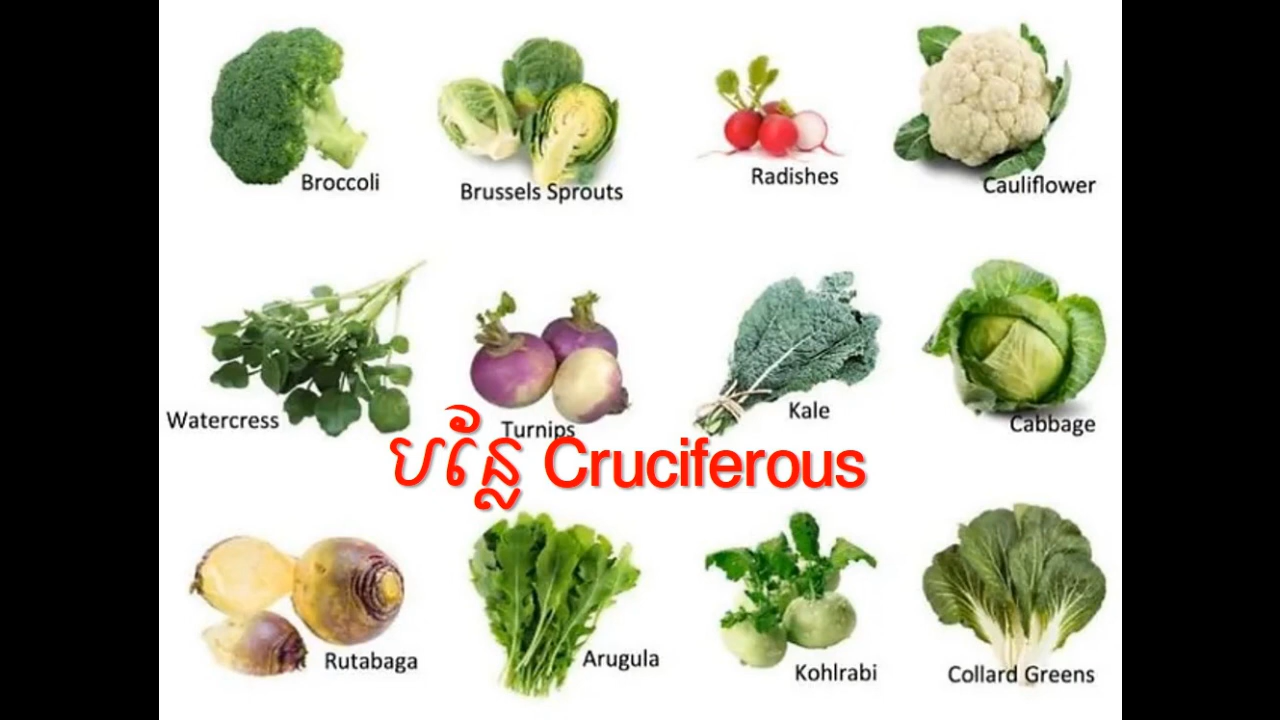 Broccoli
Brussels Sprouts
Radishes
Cauliflower
Watercress
Turnips
Kale
Cabbage
បន្លែ Cruciferous
Rutabaga
Arugula
Kohlrabi
Collard Greens